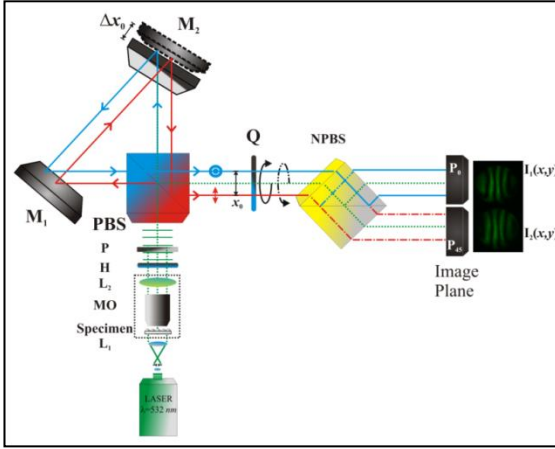 Δx₀
M₂
M₁
PBS
Q
NPBS
x₀
P₀
P₄₅
I₁(x,y)
I₂(x,y)
Image
Plane
P
H
L₂
MO
Specimen
L₁
LASER
λ=532 nm